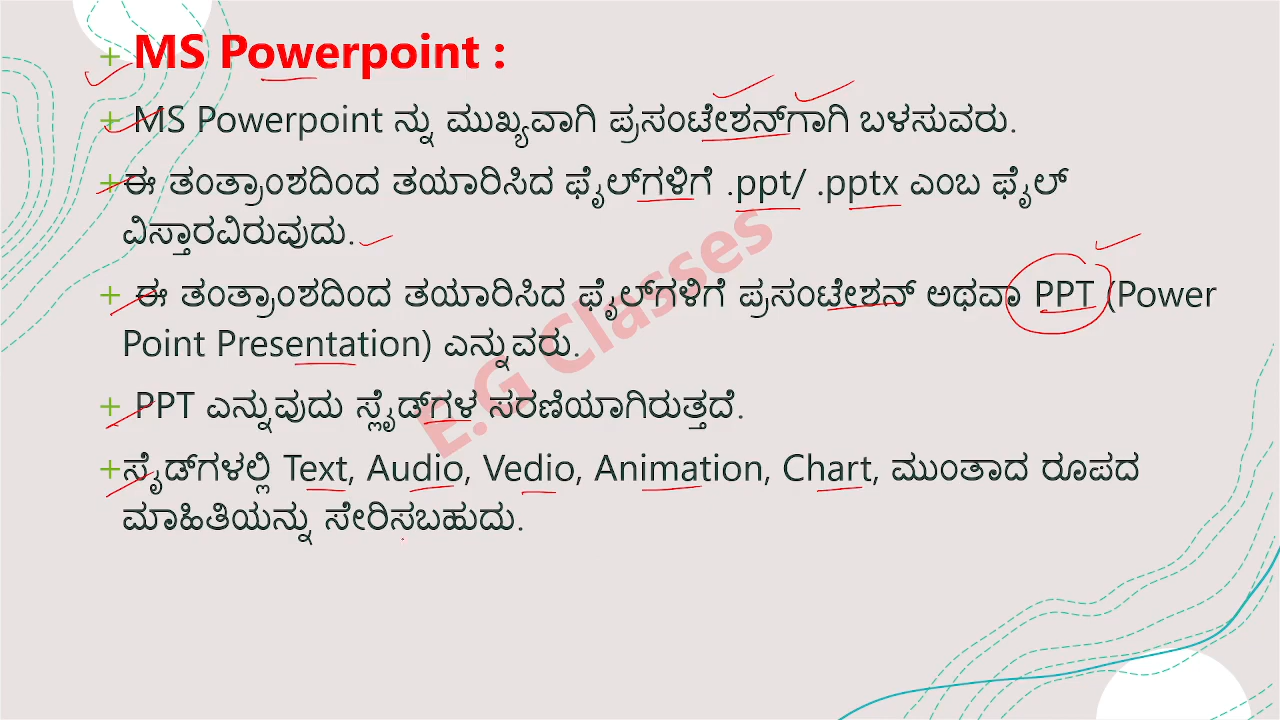 + MS Powerpoint :
+ MS Powerpoint ನ್ನು ಮುಖ್ಯವಾಗಿ ಪ್ರಸಂಟೇಶನ್‌ಗಾಗಿ ಬಳಸುವರು.
+ ಈ ತಂತ್ರಾಂಶದಿಂದ ತಯಾರಿಸಿದ ಫೈಲ್‌ಗಳಿಗೆ .ppt/ .pptx ಎಂಬ ಫೈಲ್
ವಿಸ್ತಾರವಿರುವುದು.
+ ಈ ತಂತ್ರಾಂಶದಿಂದ ತಯಾರಿಸಿದ ಫೈಲ್‌ಗಳಿಗೆ ಪ್ರಸಂಟೇಶನ್ ಅಥವಾ PPT (Power
Point Presentation) ಎನ್ನುವರು.
+ PPT ಎನ್ನುವುದು ಸ್ಲೈಡ್‌ಗಳ ಸರಣಿಯಾಗಿರುತ್ತದೆ.
+ ಸೈಡ್‌ಗಳಲ್ಲಿ Text, Audio, Vedio, Animation, Chart, ಮುಂತಾದ ರೂಪದ
ಮಾಹಿತಿಯನ್ನು ಸೇರಿಸಬಹುದು.
E.G Classes